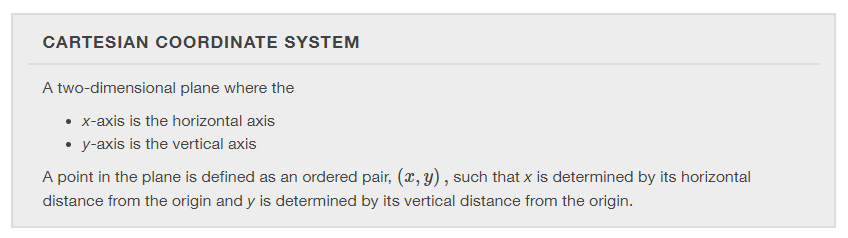 CARTESIAN COORDINATE SYSTEM
A two-dimensional plane where the
• x-axis is the horizontal axis
• y-axis is the vertical axis
A point in the plane is defined as an ordered pair, (x, y) , such that x is determined by its horizontal
distance from the origin and y is determined by its vertical distance from the origin.